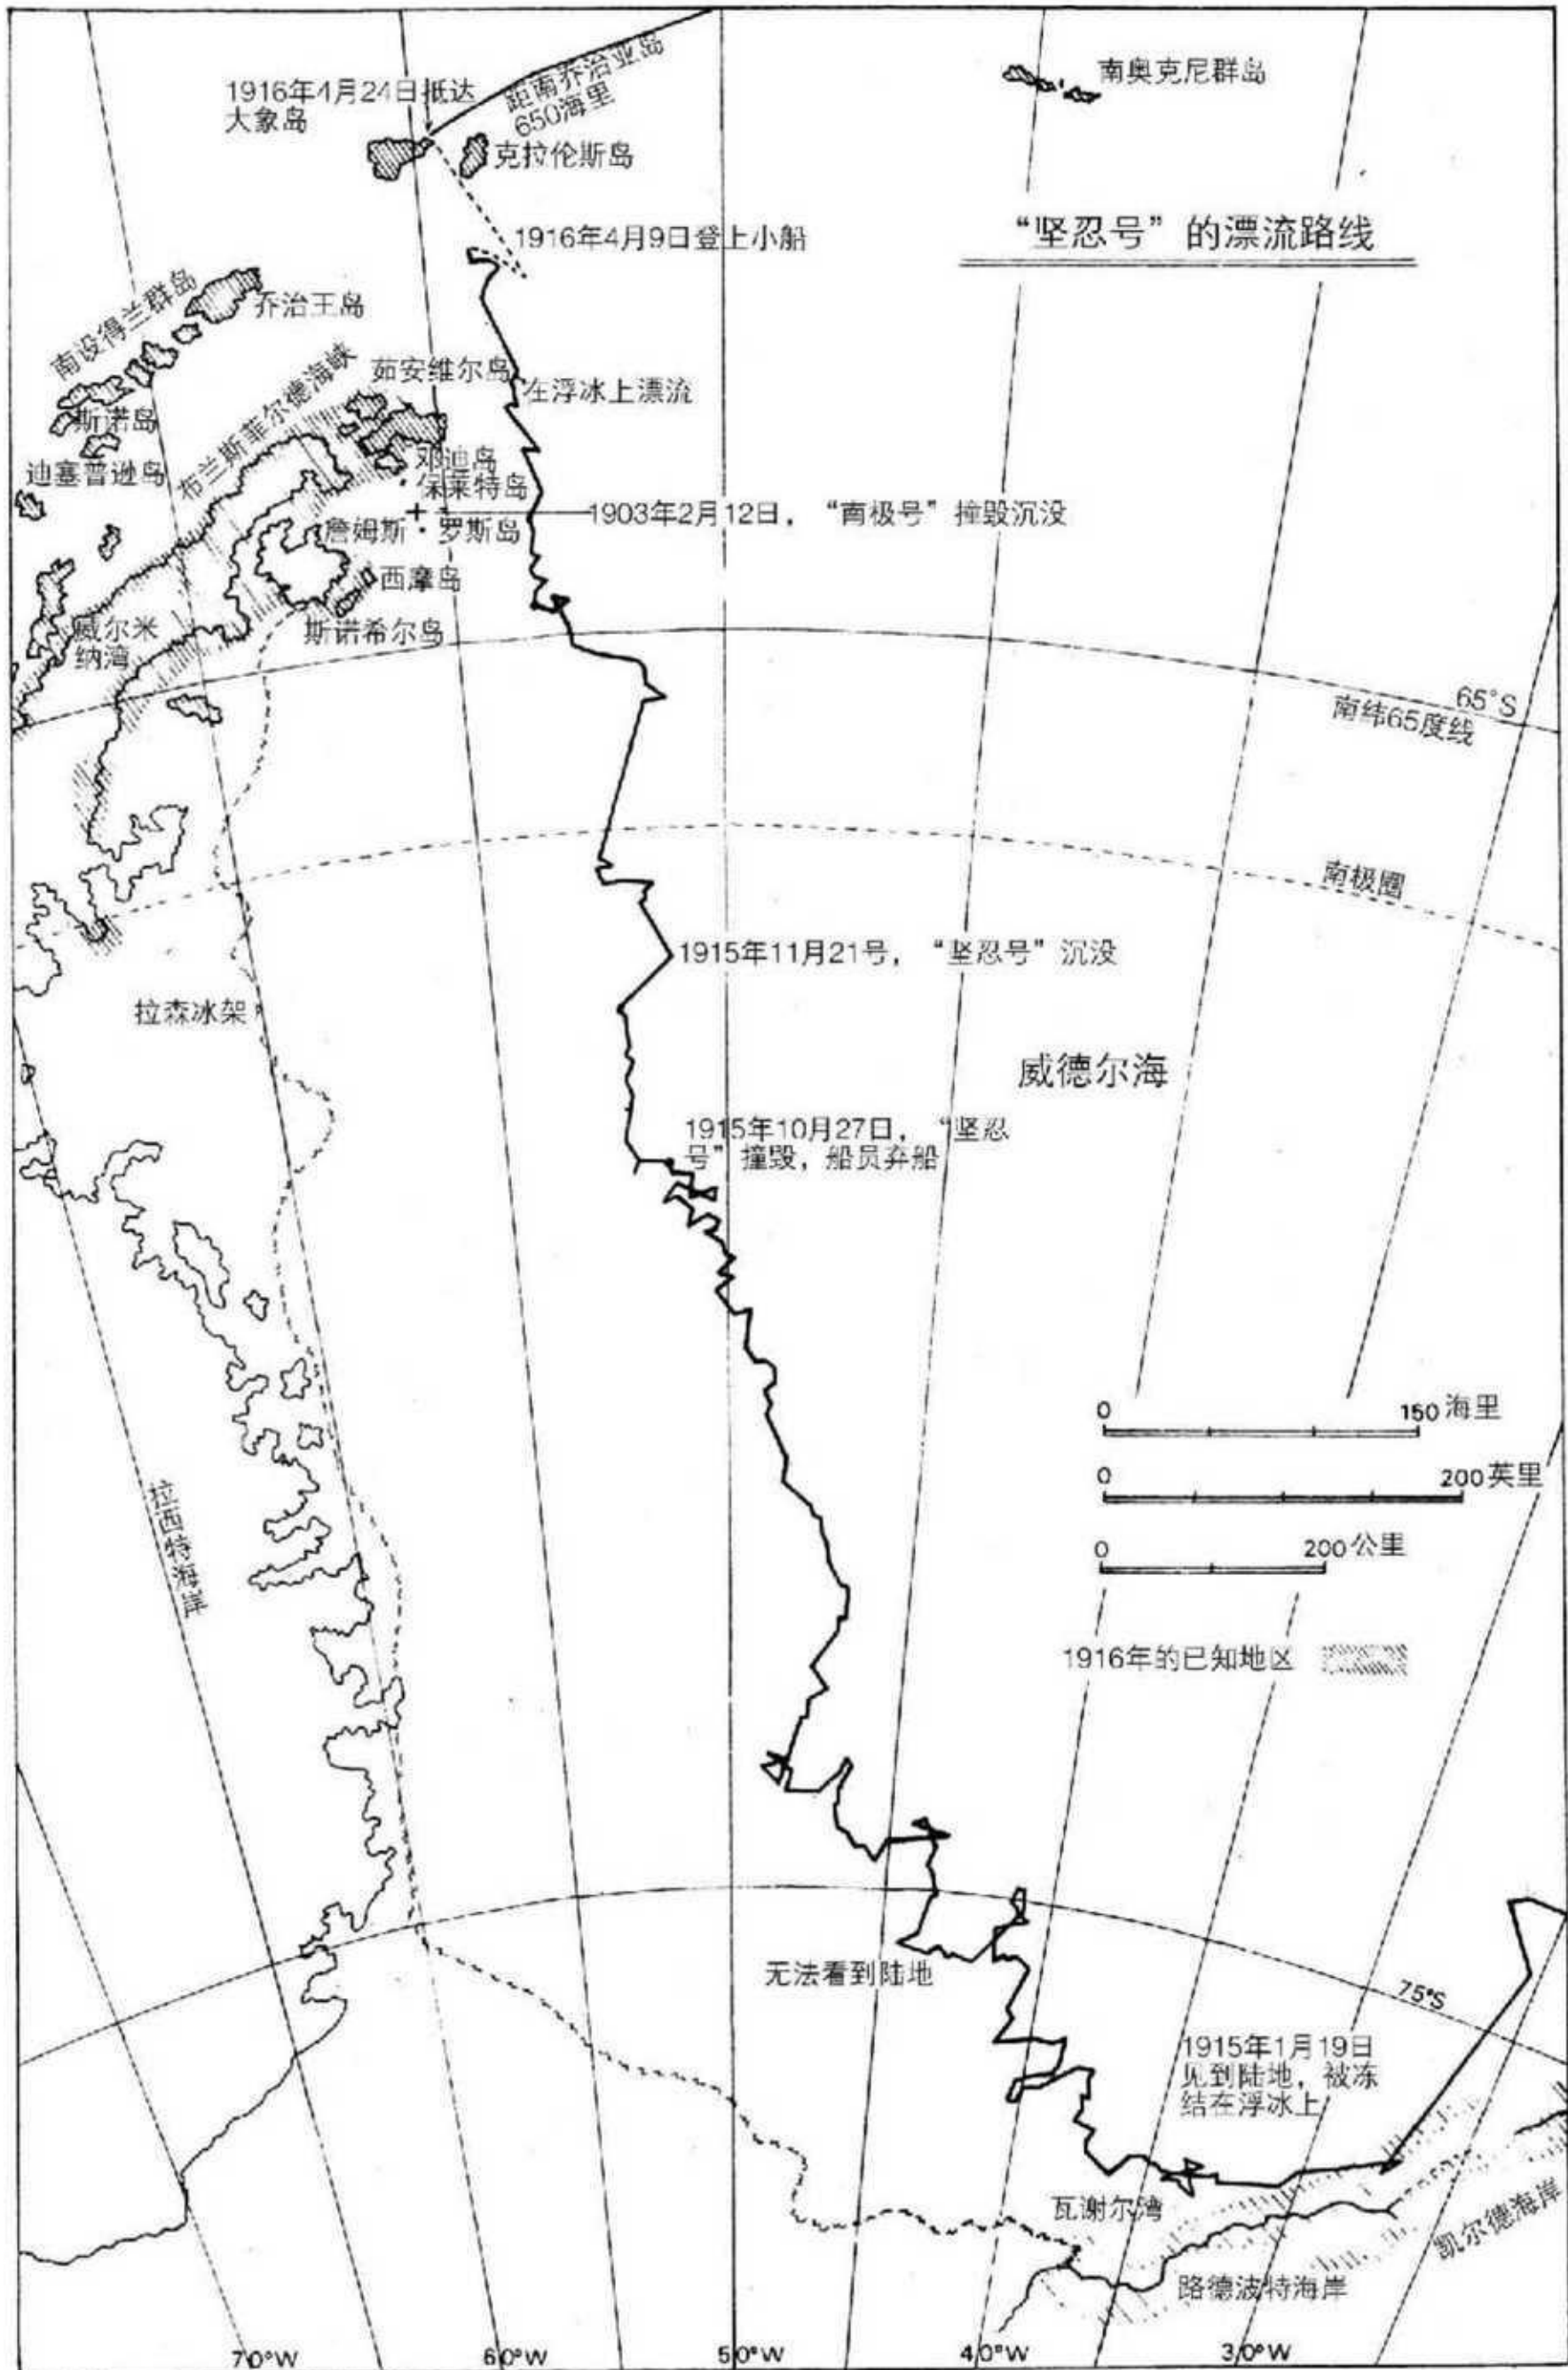 1916年4月24日抵达
大象岛
距南乔治亚岛
650海里
南奥克尼群岛
克拉伦斯岛
“坚忍号”的漂流路线
1916年4月9日登上小船
南设得兰群岛
乔治王岛
布兰斯菲尔德海峡
茹安维尔岛
在浮冰上漂流
斯诺岛
迪塞普逊岛
邓迪岛
保莱特岛
1903年2月12日，“南极号”撞毁沉没
詹姆斯·罗斯岛
西摩岛
斯诺希尔岛
威尔米
纳湾
65°S
南纬65度线
南极圈
1915年11月21号，“坚忍号”沉没
拉森冰架
威德尔海
1915年10月27日，“坚忍
号”撞毁，船员弃船
0 150 海里
0 200 英里
0 200 公里
拉西特海岸
1916年的已知地区
无法看到陆地
75°S
1915年1月19日
见到陆地，被冻
结在浮冰上
瓦谢尔湾
凯尔德海岸
路德波特海岸
70°W 60°W 50°W 40°W 30°W